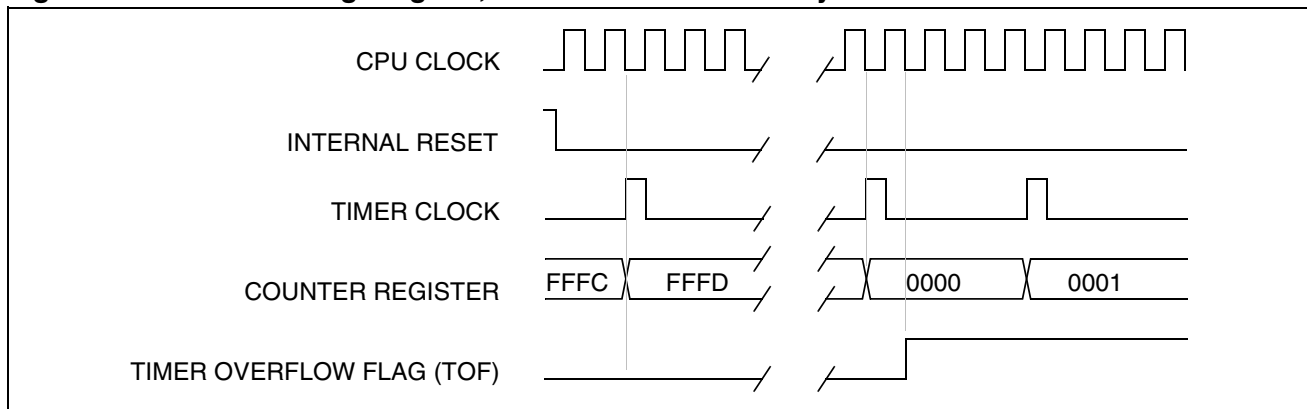 CPU CLOCK
INTERNAL RESET
TIMER CLOCK
FFFC FFFD 0000 0001
COUNTER REGISTER
TIMER OVERFLOW FLAG (TOF)